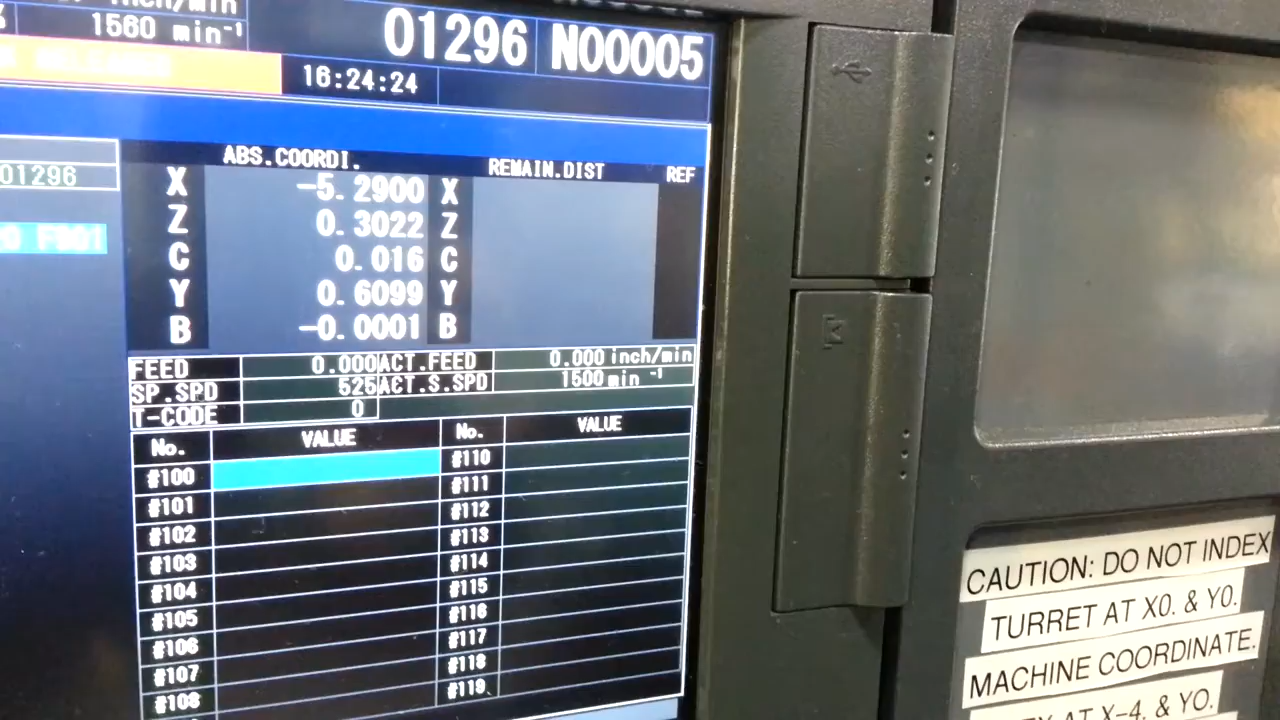 inch/min
1560 min⁻¹
O1296 N00005
16:24:24
ABS.COORDI. REMAIN.DIST REF
O1296
X -5.2900 X
Z 0.3022 Z
C 0.016 C
Y 0.6099 Y
B -0.0001 B
FEED 0.000 ACT.FEED 0.000 inch/min
SP.SPD 525 ACT.S.SPD 1500 min⁻¹
T-CODE 0
No. VALUE No. VALUE
#100 #110
#101 #111
#102 #112
#103 #113
#104 #114
#105 #115
#106 #116
#107 #117
#108 #118
#119
CAUTION: DO NOT INDEX
TURRET AT X0. & Y0.
MACHINE COORDINATE.
AT X-4. & Y0.